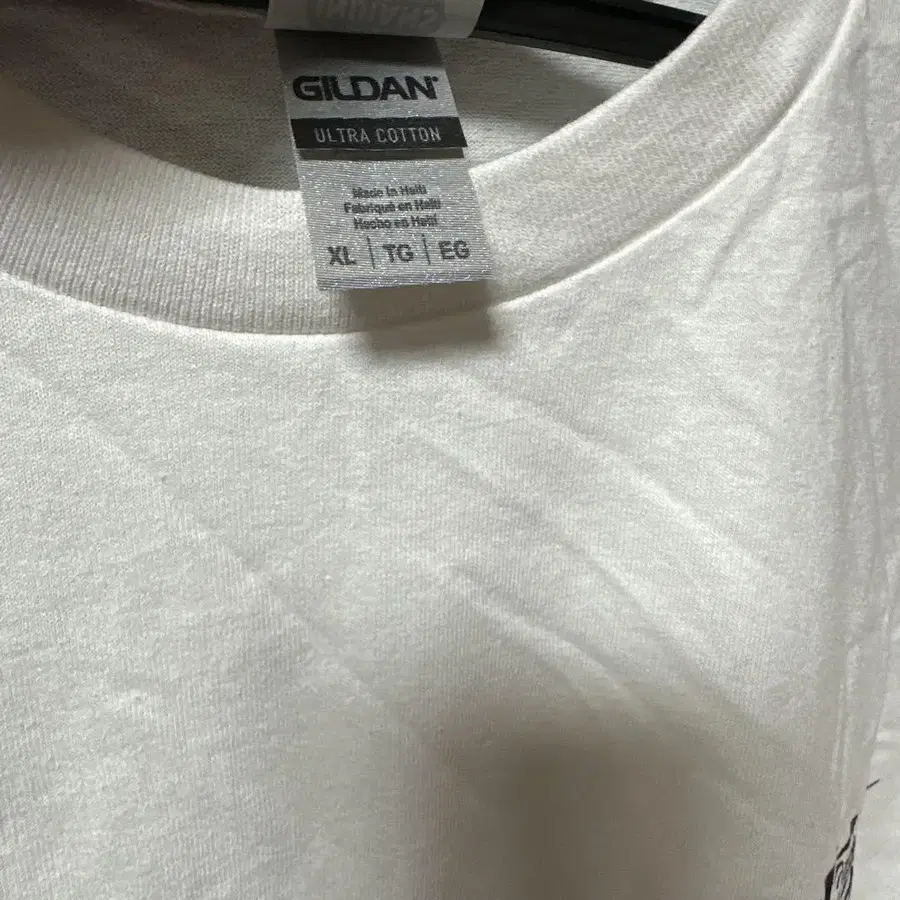 GILDAN®
ULTRA COTTON
Made in Haiti
Fabriqué en Haïti
Hecho en Haití
XL | TG | EG